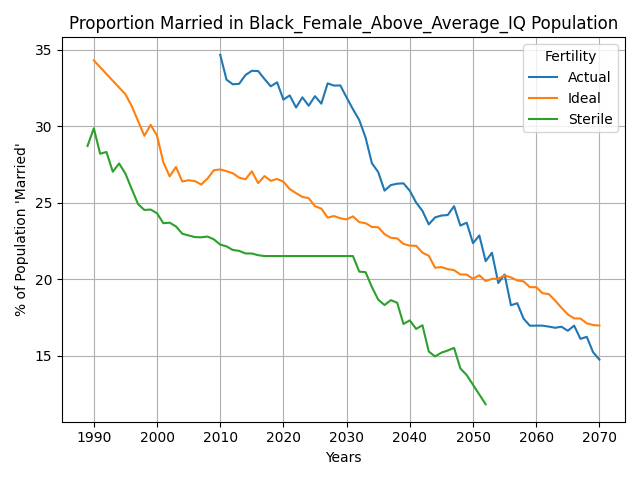 Proportion Married in Black_Female_Above_Average_IQ Population
% of Population 'Married'
35
30
25
20
15
Fertility
Actual
Ideal
Sterile
1990 2000 2010 2020 2030 2040 2050 2060 2070
Years